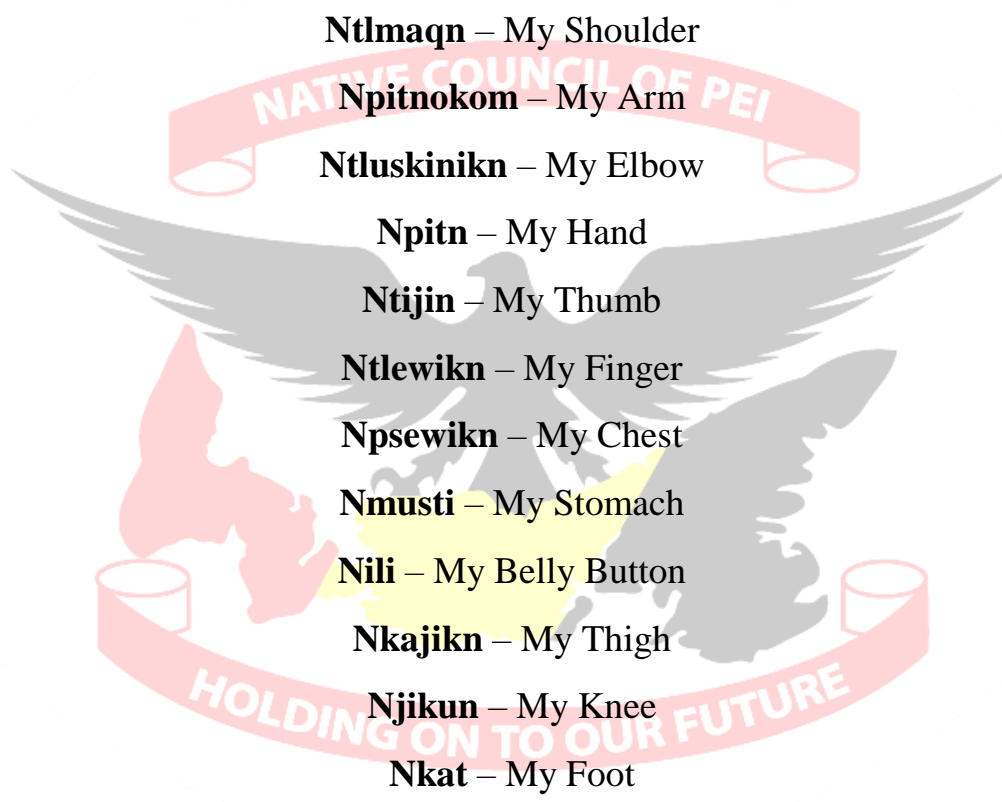 Ntlmaqn – My Shoulder
NATIVE COUNCIL OF PEI
Npitnokom – My Arm
Ntluskinikn – My Elbow
Npitn – My Hand
Ntijin – My Thumb
Ntlewikn – My Finger
Npsewikn – My Chest
Nmusti – My Stomach
Nili – My Belly Button
Nkajikn – My Thigh
Njikun – My Knee
HOLDING ON TO OUR FUTURE
Nkat – My Foot